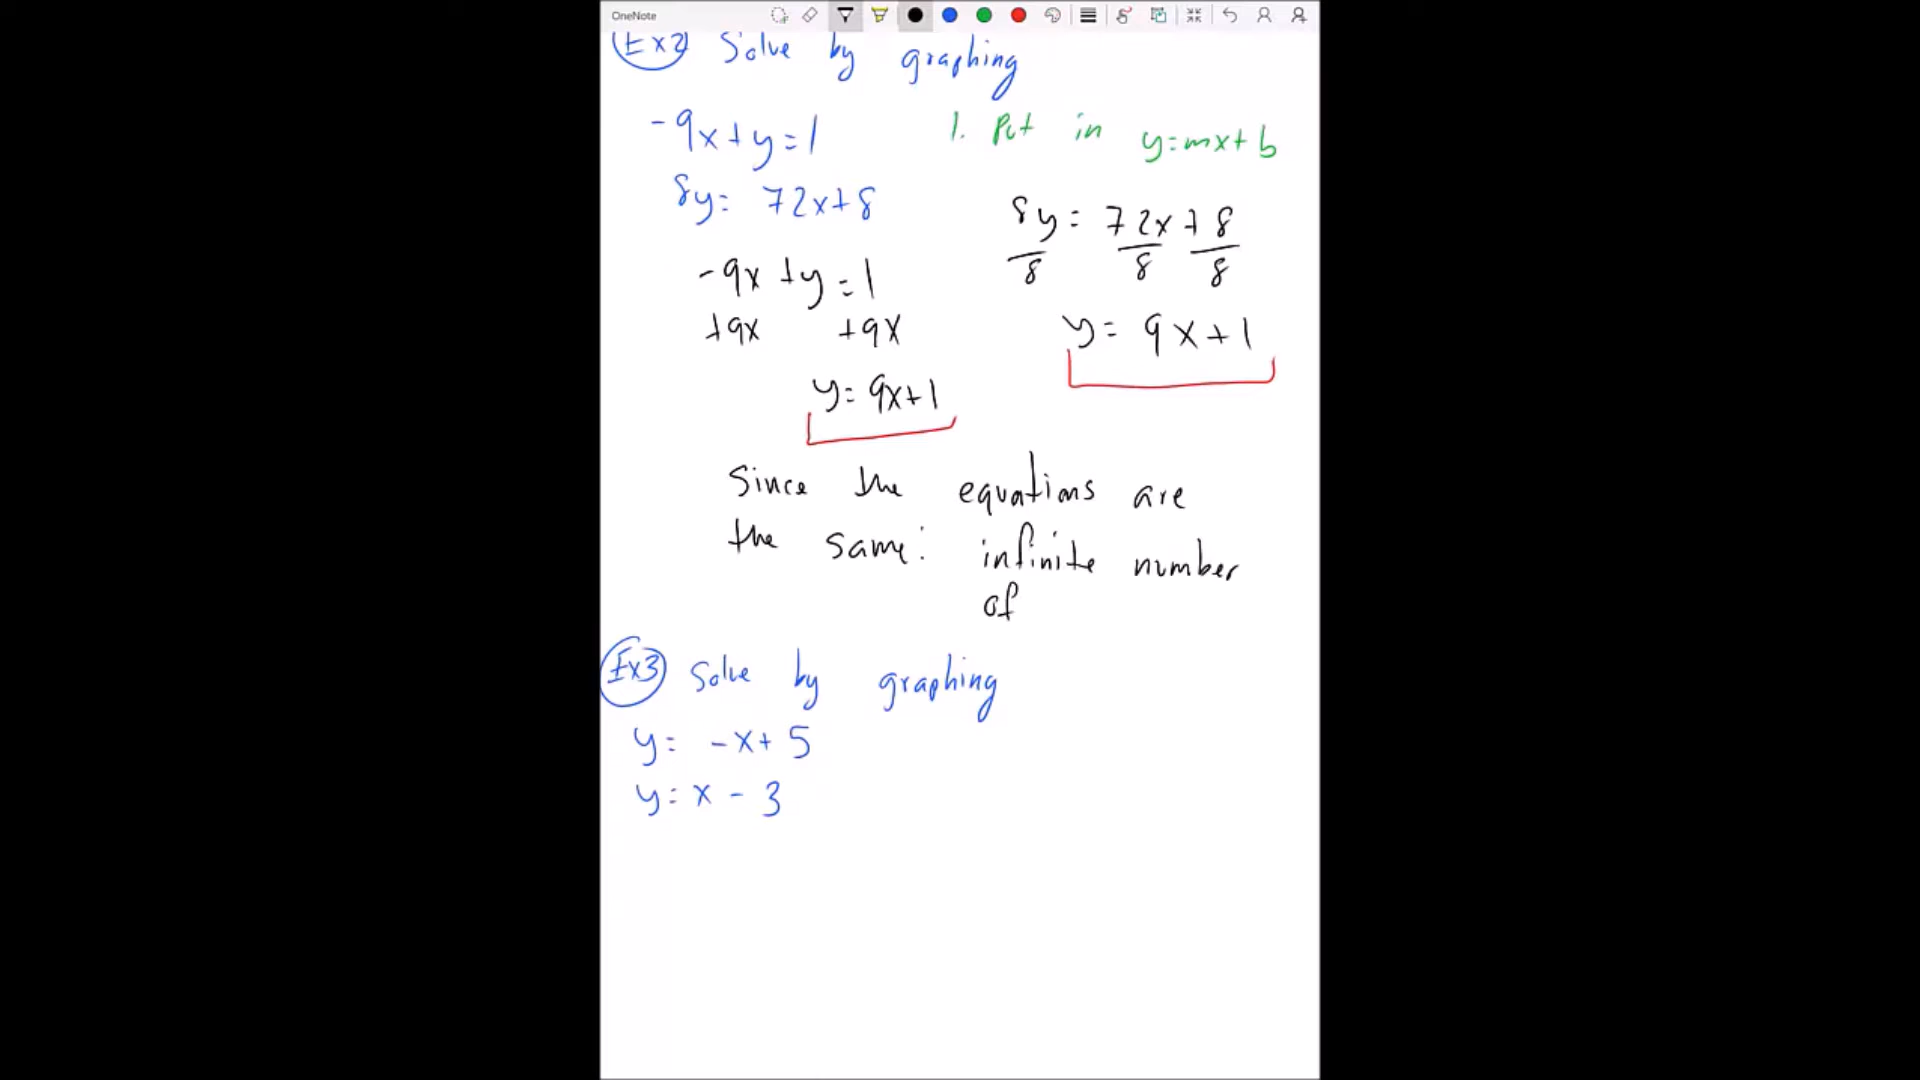 OneNote
Ex2 Solve by graphing
-9x+y=1
8y= 72x+8
1. Put in y=mx+b
-9x +y =1
+9x +9x
y= 9x+1
8y = 72x + 8
8 8 8
y= 9x+1
Since the equations are
the same: infinite number
of
Ex3 Solve by graphing
y= -x+ 5
y= x - 3